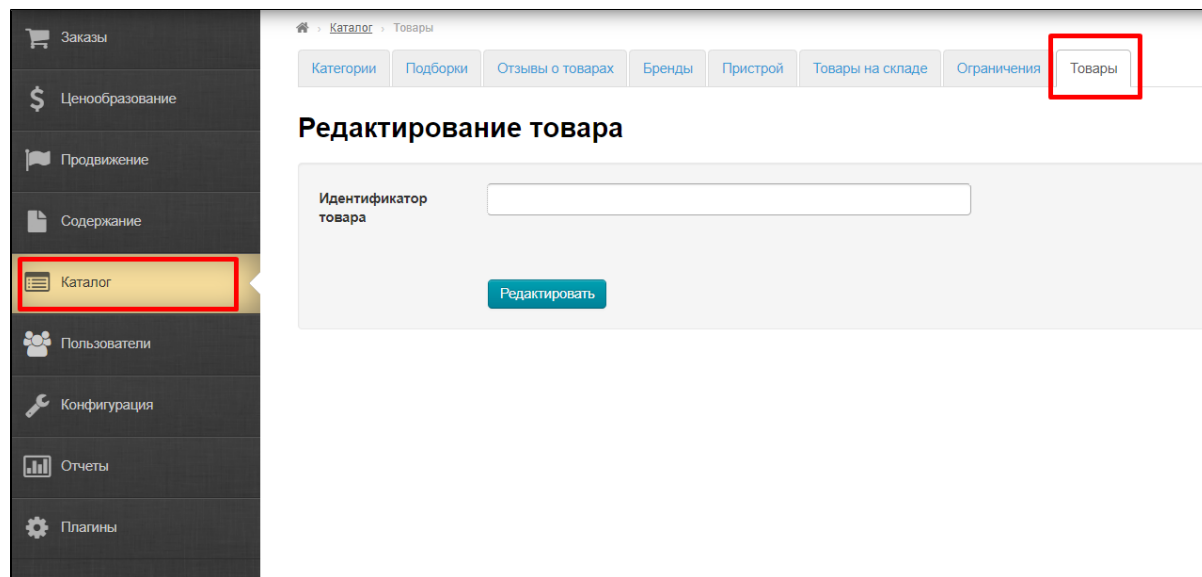 Заказы
Ценообразование
Продвижение
Содержание
Каталог
Пользователи
Конфигурация
Отчеты
Плагины
Каталог › Товары
Категории Подборки Отзывы о товарах Бренды Пристрой Товары на складе Ограничения Товары
Редактирование товара
Идентификатор
товара
Редактировать